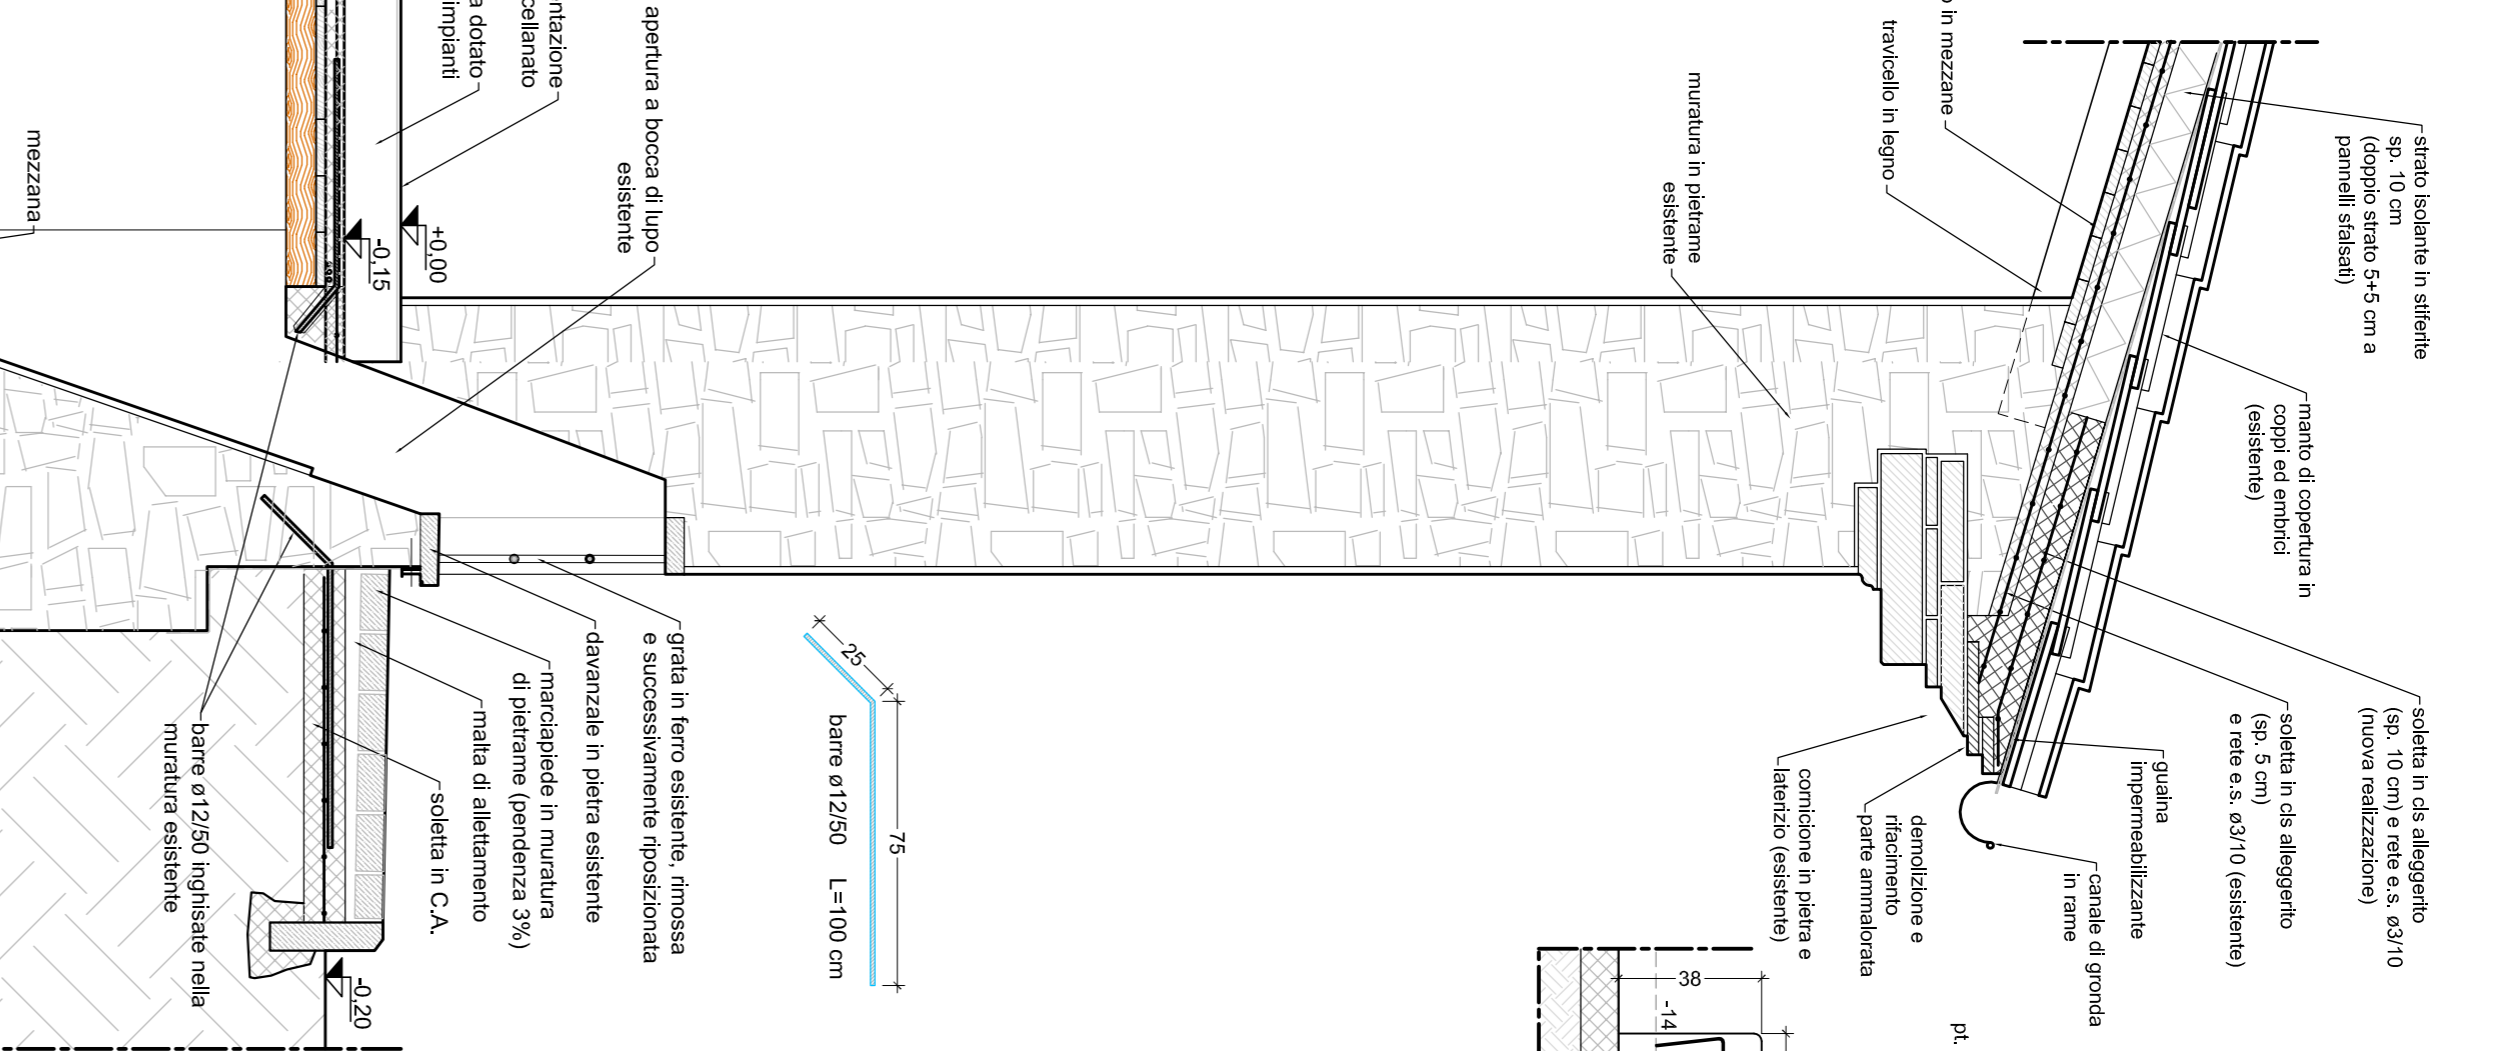 strato isolante in stiferite
sp. 10 cm
(doppio strato 5+5 cm a
pannelli sfalsati)
manto di copertura in
coppi ed embrici
(esistente)
soletta in cls alleggerito
(sp. 10 cm) e rete e.s. ø3/10
(nuova realizzazione)
soletta in cls alleggerito
(sp. 5 cm)
e rete e.s. ø3/10 (esistente)
guaina
impermeabilizzante
canale di gronda
in rame
in mezzane
travicello in legno
demolizione e
rifacimento
parte ammalorata
cornicione in pietra e
laterizio (esistente)
pt.
muratura in pietrame
esistente
38
-14
25
75
barre ø12/50 L=100 cm
apertura a bocca di lupo
esistente
grata in ferro esistente, rimossa
e successivamente riposizionata
davanzale in pietra esistente
marciapiede in muratura
di pietrame (pendenza 3%)
malta di allettamento
soletta in C.A.
barre ø12/50 inghisate nella
muratura esistente
ntazione
cellanato
a dotato
impianti
+0,00
-0,15
-0,20
mezzana